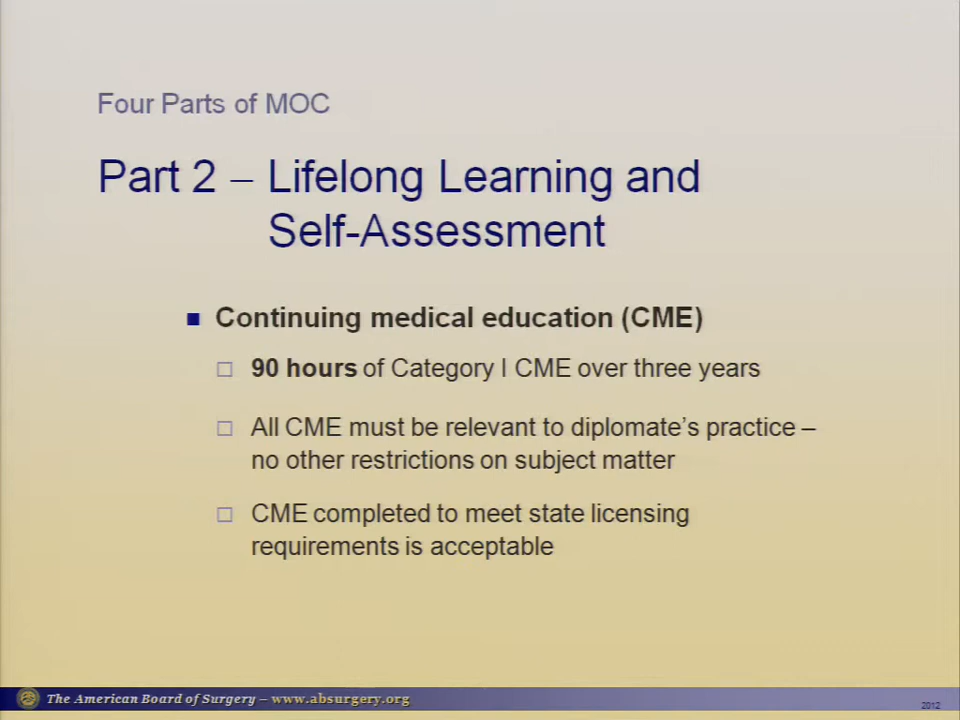 Four Parts of MOC
Part 2 – Lifelong Learning and
Self-Assessment
Continuing medical education (CME)
90 hours of Category I CME over three years
All CME must be relevant to diplomate's practice –
no other restrictions on subject matter
CME completed to meet state licensing
requirements is acceptable
The American Board of Surgery – www.absurgery.org
2012